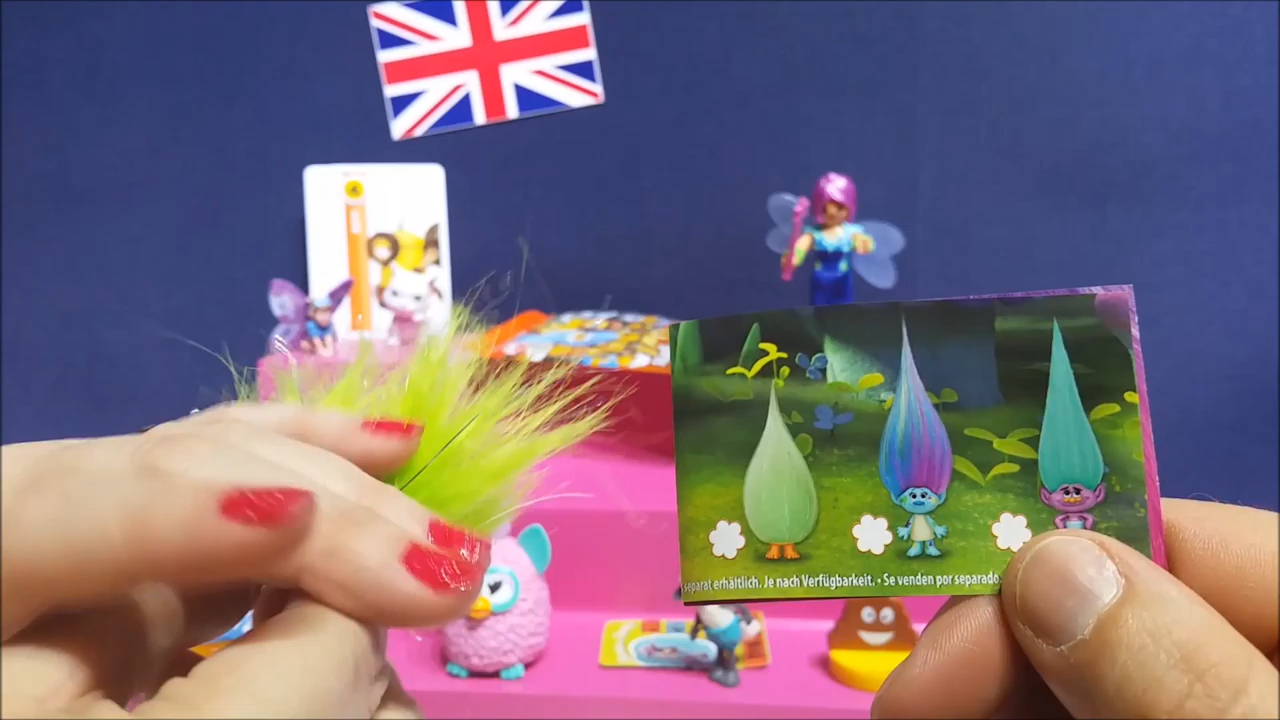 separat erhältlich. Je nach Verfügbarkeit. • Se venden por separado.